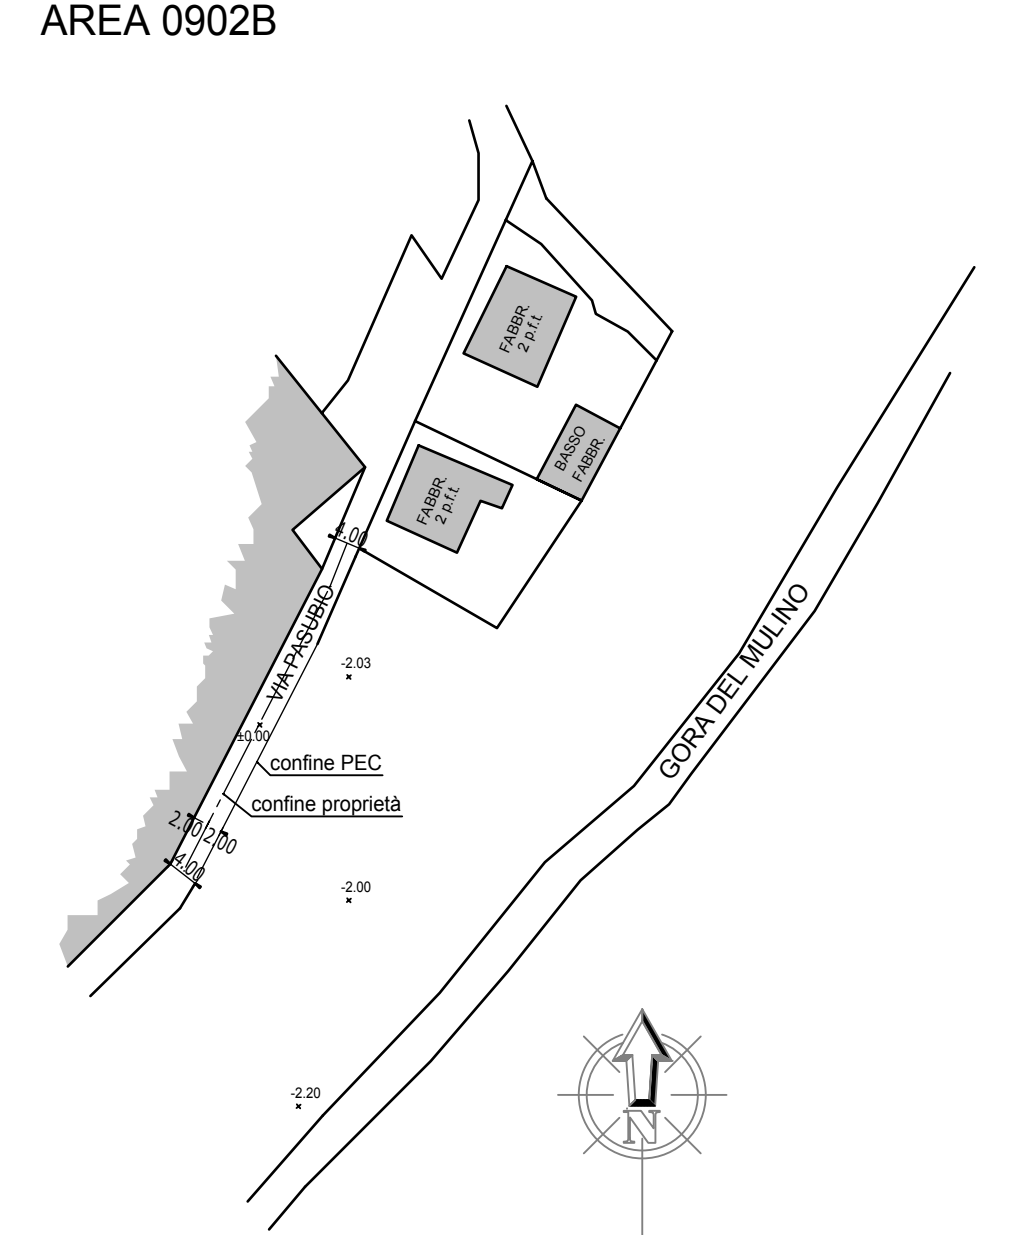 AREA 0902B
FABBR.
2 p.f.t.
BASSO
FABBR.
FABBR.
2 p.f.t.
4.00
VIA PASUBIO
GORA DEL MULINO
-2.03
±0.00
confine PEC
confine proprietà
2.00
2.00
4.00
-2.00
-2.20
N